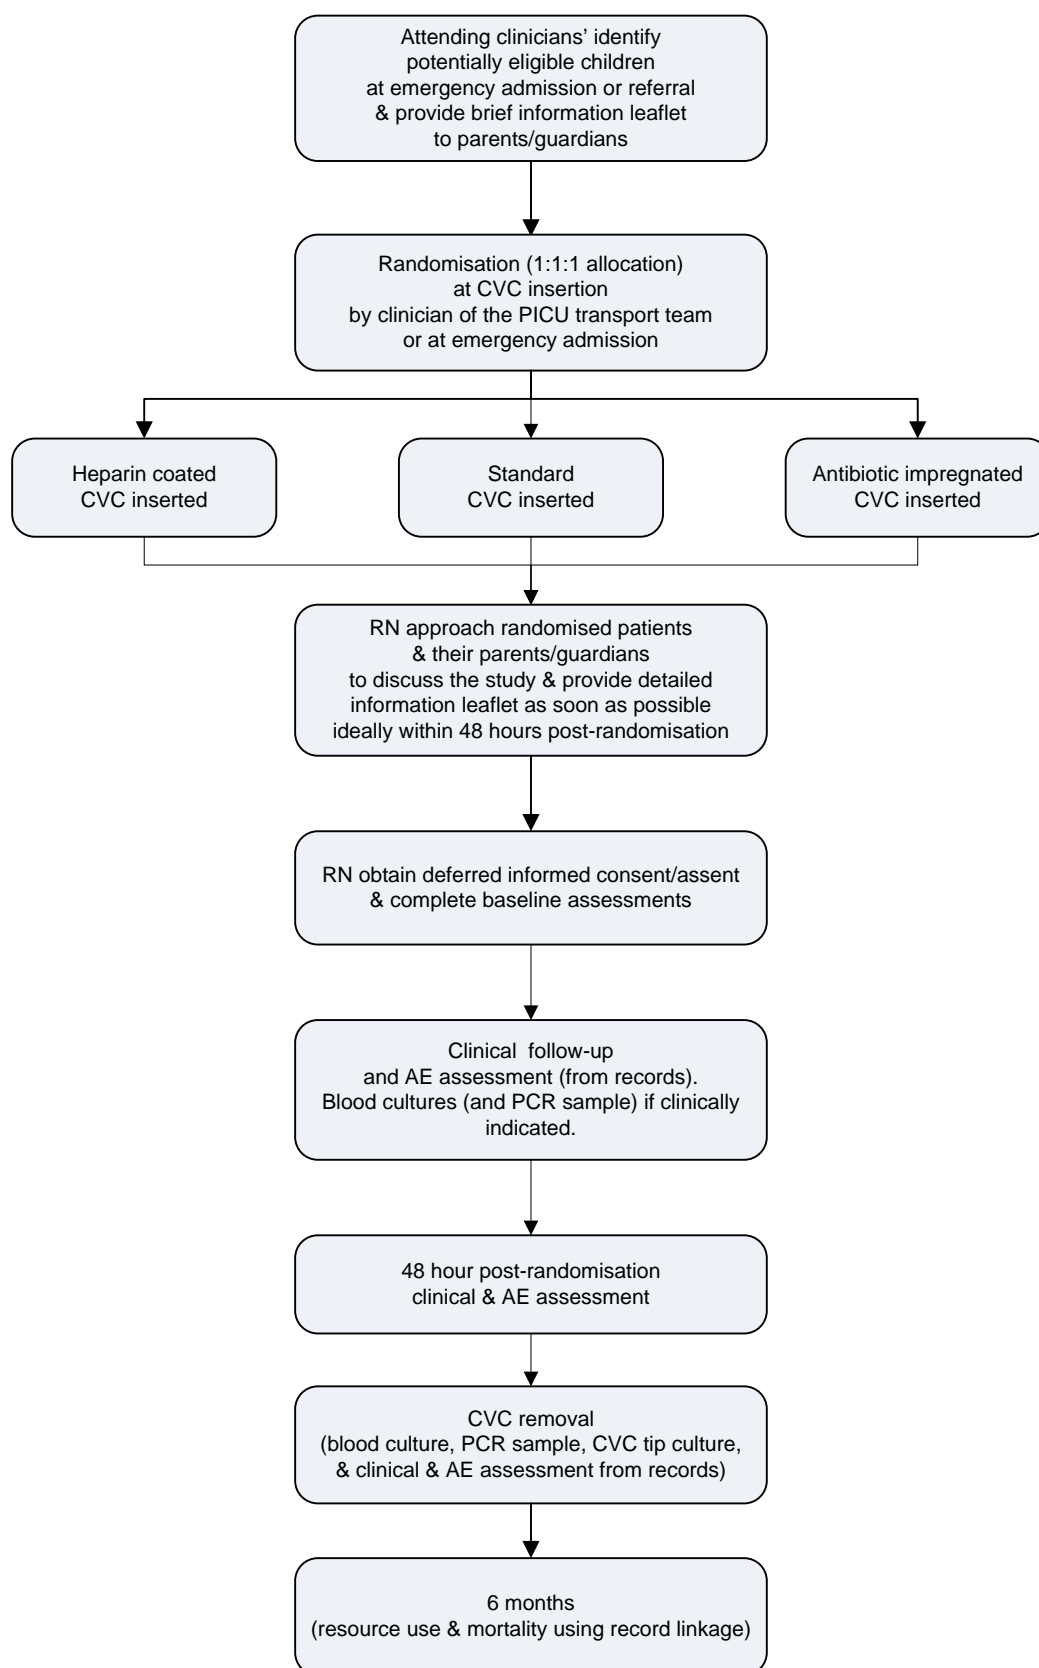 Attending clinicians’ identify
potentially eligible children
at emergency admission or referral
& provide brief information leaflet
to parents/guardians
Randomisation (1:1:1 allocation)
at CVC insertion
by clinician of the PICU transport team
or at emergency admission
Heparin coated
CVC inserted
Standard
CVC inserted
Antibiotic impregnated
CVC inserted
RN approach randomised patients
& their parents/guardians
to discuss the study & provide detailed
information leaflet as soon as possible
ideally within 48 hours post-randomisation
RN obtain deferred informed consent/assent
& complete baseline assessments
Clinical follow-up
and AE assessment (from records).
Blood cultures (and PCR sample) if clinically
indicated.
48 hour post-randomisation
clinical & AE assessment
CVC removal
(blood culture, PCR sample, CVC tip culture,
& clinical & AE assessment from records)
6 months
(resource use & mortality using record linkage)